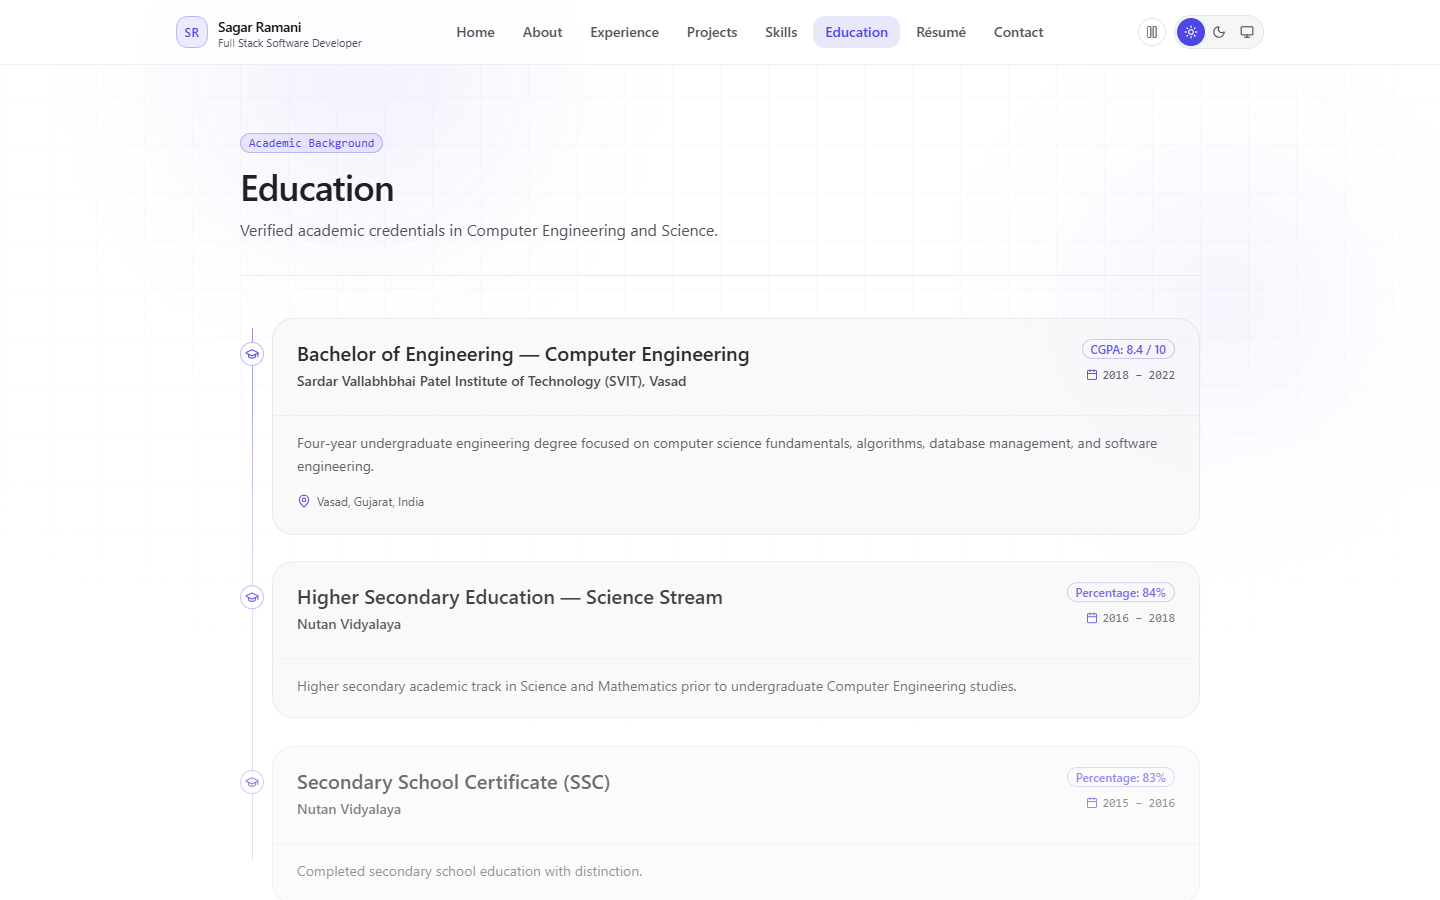 SR
Sagar Ramani
Full Stack Software Developer
Home
About
Experience
Projects
Skills
Education
Résumé
Contact
Academic Background
Education
Verified academic credentials in Computer Engineering and Science.
Bachelor of Engineering — Computer Engineering
CGPA: 8.4 / 10
Sardar Vallabhbhai Patel Institute of Technology (SVIT), Vasad
2018 – 2022
Four-year undergraduate engineering degree focused on computer science fundamentals, algorithms, database management, and software
engineering.
Vasad, Gujarat, India
Higher Secondary Education — Science Stream
Percentage: 84%
Nutan Vidyalaya
2016 – 2018
Higher secondary academic track in Science and Mathematics prior to undergraduate Computer Engineering studies.
Secondary School Certificate (SSC)
Percentage: 83%
Nutan Vidyalaya
2015 – 2016
Completed secondary school education with distinction.